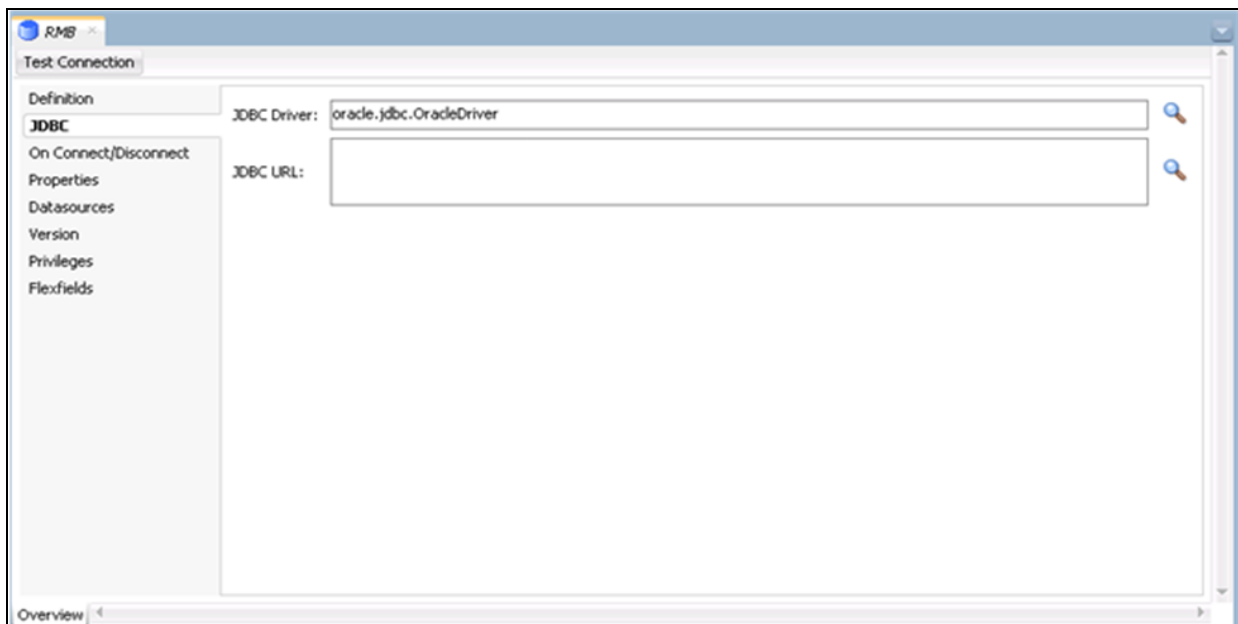 RMB
Test Connection
Definition
JDBC
On Connect/Disconnect
Properties
Datasources
Version
Privileges
Flexfields
JDBC Driver: oracle.jdbc.OracleDriver
JDBC URL:
Overview